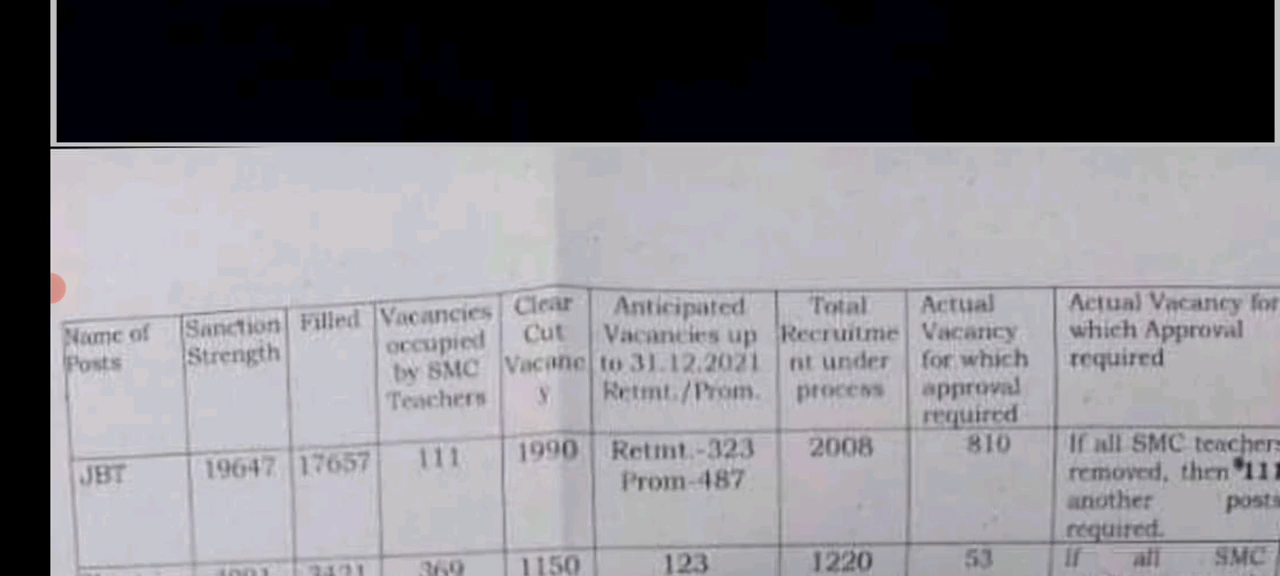 Name of Posts
Sanction Strength
Filled
Vacancies occupied by SMC Teachers
Clear Cut Vacanc y
Anticipated Vacancies up to 31.12.2021 Retmt./Prom.
Total Recruitme nt under process
Actual Vacancy for which approval required
Actual Vacancy for which Approval required
JBT
19647
17657
111
1990
Retmt.-323
Prom-487
2008
810
If all SMC teachers
removed, then *111
another posts
required.
369
1150
123
1220
53
If all SMC